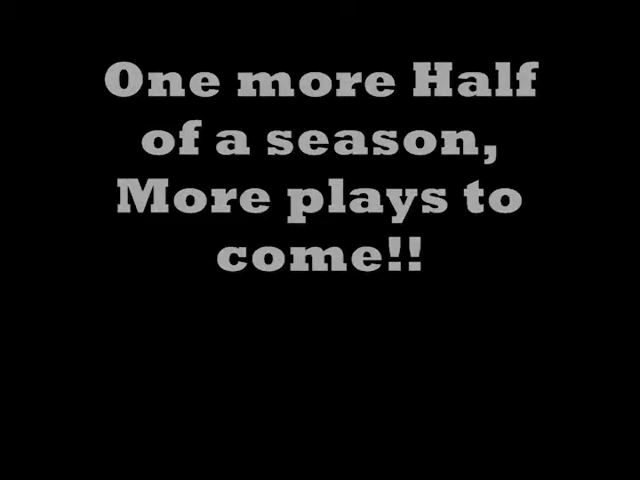 One more Half
of a season,
More plays to
come!!